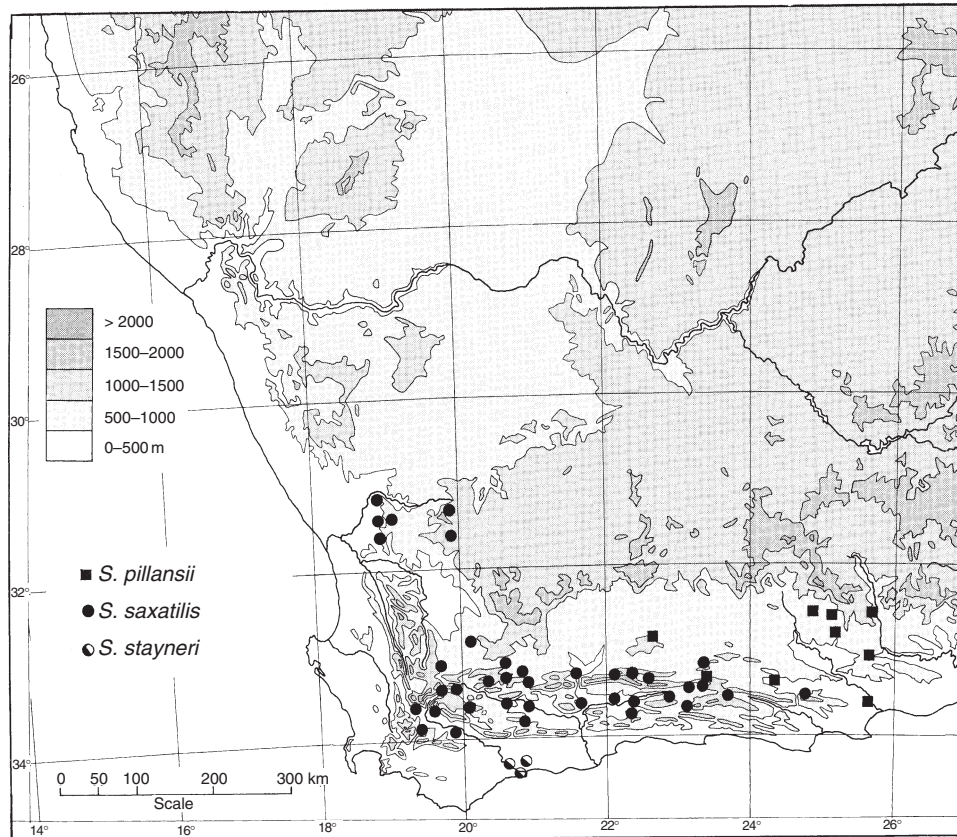 26°
28°
> 2000
1500–2000
1000–1500
500–1000
0–500 m
30°
S. pillansii
S. saxatilis
S. stayneri
32°
34°
0 50 100 200 300 km
Scale
14° 16° 18° 20° 22° 24° 26°